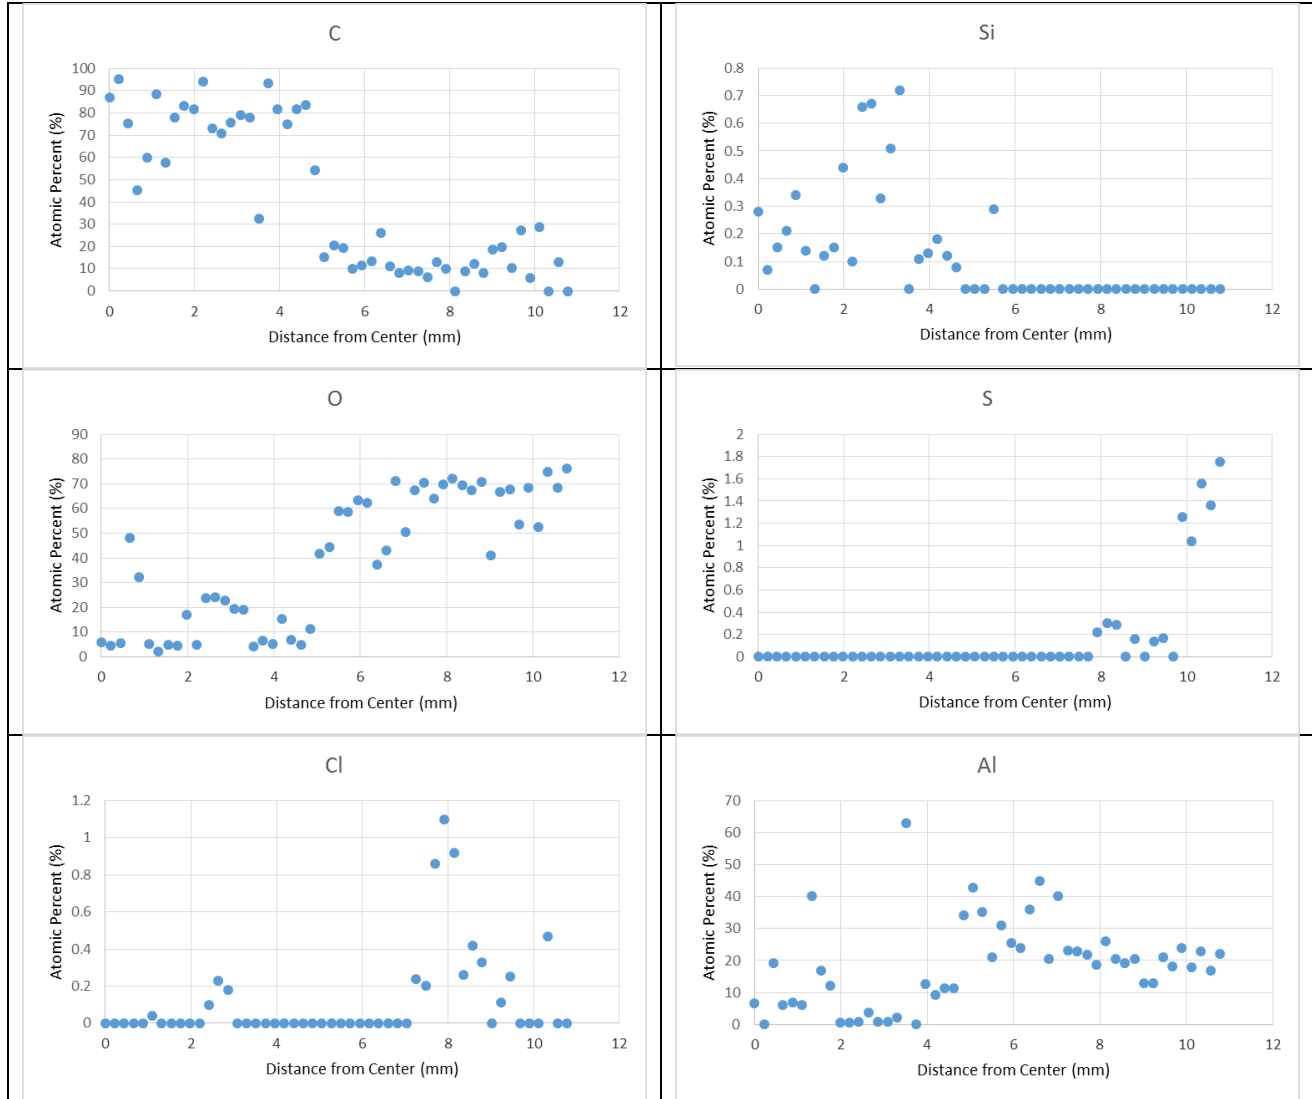 C
100
90
80
70
60
50
40
30
20
10
0
Atomic Percent (%)
0 2 4 6 8 10 12
Distance from Center (mm)
Si
0.8
0.7
0.6
0.5
0.4
0.3
0.2
0.1
0
Atomic Percent (%)
0 2 4 6 8 10 12
Distance from Center (mm)
O
90
80
70
60
50
40
30
20
10
0
Atomic Percent (%)
0 2 4 6 8 10 12
Distance from Center (mm)
S
2
1.8
1.6
1.4
1.2
1
0.8
0.6
0.4
0.2
0
Atomic Percent (%)
0 2 4 6 8 10 12
Distance from Center (mm)
Cl
1.2
1
0.8
0.6
0.4
0.2
0
Atomic Percent (%)
0 2 4 6 8 10 12
Distance from Center (mm)
Al
70
60
50
40
30
20
10
0
Atomic Percent (%)
0 2 4 6 8 10 12
Distance from Center (mm)